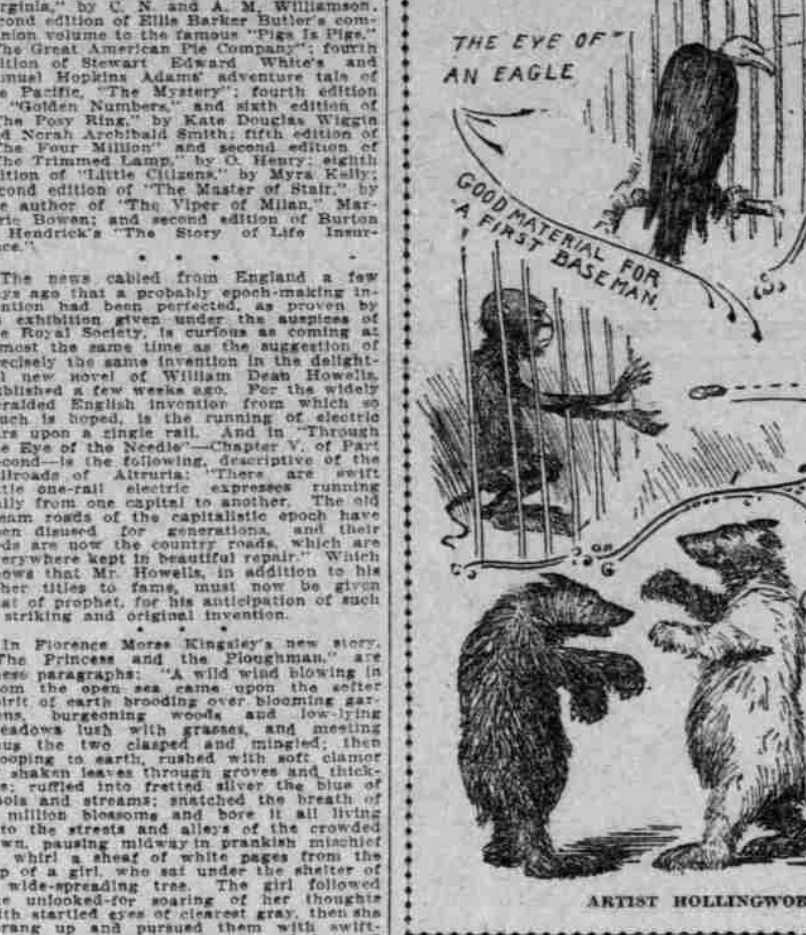 rginia," by C. N. and A. M. Williamson.
cond edition of Ellis Barker Butler's com-
nion volume to the famous "Pigs Is Pigs."
The Great American Pie Company"; fourth
ition of Stewart Edward White's and
muel Hopkins Adams' adventure tale of
e Pacific, "The Mystery"; fourth edition
"Golden Numbers," and sixth edition of
The Posy Ring," by Kate Douglas Wiggin
d Norah Archibald Smith; fifth edition of
The Four Million" and second edition of
The Trimmed Lamp," by O. Henry; eighth
ition of "Little Citizens," by Myra Kelly;
cond edition of "The Master of Stair," by
e author of "The Viper of Milan," Mar-
rie Bowen; and second edition of Burton
Hendrick's "The Story of Life Insur-
nce."
* * *
The news cabled from England a few
ys ago that a probably epoch-making in-
ention had been perfected, as proven by
exhibition given under the auspices of
e Royal Society, is curious as coming at
most the same time as the suggestion of
ecisely the same invention in the delight-
l new novel of William Dean Howells,
ublished a few weeks ago. For the widely
eralded English invention from which so
uch is hoped, is the running of electric
rs upon a single rail. And in "Through
e Eye of the Needle"—Chapter V. of Part
econd—is the following, descriptive of the
ilroads of Altruria: "There are swift
tle one-rail electric expresses running
ily from one capital to another. The old
eam roads of the capitalistic epoch have
en disused for generations, and their
ds are now the country roads, which are
erywhere kept in beautiful repair." Which
ows that Mr. Howells, in addition to his
her titles to fame, must now be given
at of prophet, for his anticipation of such
striking and original invention.
* * *
In Florence Morse Kingsley's new story,
The Princess and the Ploughman," are
ese paragraphs: "A wild wind blowing in
om the open sea came upon the softer
irit of earth brooding over blooming gar-
ens, burgeoning woods and low-lying
eadows lush with grasses, and meeting
us the two clasped and mingled; then
ooping to earth, rushed with soft clamor
shaken leaves through groves and thick-
s; ruffled into fretted silver the blue of
ools and streams; snatched the breath of
million blossoms and bore it all living
to the streets and alleys of the crowded
wn, pausing midway in prankish mischief
whirl a sheaf of white pages from the
p of a girl, who sat under the shelter of
wide-spreading tree. The girl followed
e unlooked-for soaring of her thoughts
ith startled eyes of clearest gray, then she
rang up and pursued them with swift-
THE EYE OF
AN EAGLE
GOOD MATERIAL FOR
A FIRST BASEMAN.
OR
G
ARTIST HOLLINGWOR